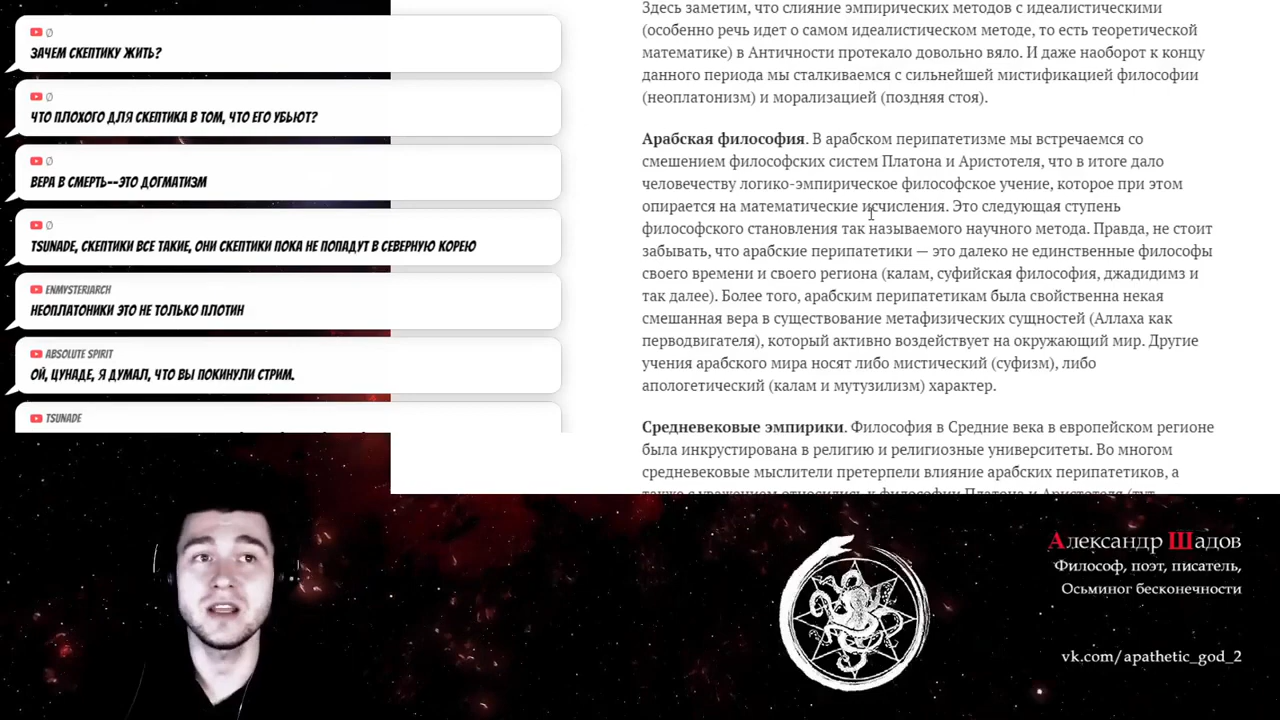 Ø
ЗАЧЕМ СКЕПТИКУ ЖИТЬ?
Ø
ЧТО ПЛОХОГО ДЛЯ СКЕПТИКА В ТОМ, ЧТО ЕГО УБЬЮТ?
Ø
ВЕРА В СМЕРТЬ--ЭТО ДОГМАТИЗМ
Ø
TSUNADE, СКЕПТИКИ ВСЕ ТАКИЕ, ОНИ СКЕПТИКИ ПОКА НЕ ПОПАДУТ В СЕВЕРНУЮ КОРЕЮ
ENMYSTERIARCH
НЕОПЛАТОНИКИ ЭТО НЕ ТОЛЬКО ПЛОТИН
ABSOLUTE SPIRIT
ОЙ, ЦУНАДЕ, Я ДУМАЛ, ЧТО ВЫ ПОКИНУЛИ СТРИМ.
TSUNADE
Здесь заметим, что слияние эмпирических методов с идеалистическими
(особенно речь идет о самом идеалистическом методе, то есть теоретической
математике) в Античности протекало довольно вяло. И даже наоборот к концу
данного периода мы сталкиваемся с сильнейшей мистификацией философии
(неоплатонизм) и морализацией (поздняя стоя).
Арабская философия. В арабском перипатетизме мы встречаемся со
смешением философских систем Платона и Аристотеля, что в итоге дало
человечеству логико-эмпирическое философское учение, которое при этом
опирается на математические исчисления. Это следующая ступень
философского становления так называемого научного метода. Правда, не стоит
забывать, что арабские перипатетики — это далеко не единственные философы
своего времени и своего региона (калам, суфийская философия, джадидимз и
так далее). Более того, арабским перипатетикам была свойственна некая
смешанная вера в существование метафизических сущностей (Аллаха как
перводвигателя), который активно воздействует на окружающий мир. Другие
учения арабского мира носят либо мистический (суфизм), либо
апологетический (калам и мутузилизм) характер.
Средневековые эмпирики. Философия в Средние века в европейском регионе
была инкрустирована в религию и религиозные университеты. Во многом
средневековые мыслители претерпели влияние арабских перипатетиков, а
также с уважением относились к философии Платона и Аристотеля (тут
Александр Шадов
Философ, поэт, писатель,
Осьминог бесконечности
vk.com/apathetic_god_2